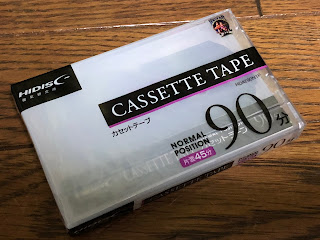 HIDISC
CASSETTE TAPE
カセットテープ
NORMAL
POSITION
片面45分
90分